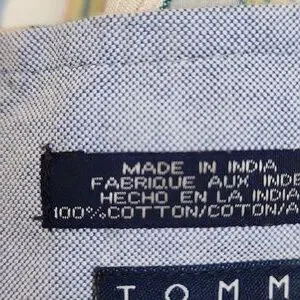 MADE IN INDIA
FABRIQUE AUX INDE
HECHO EN LA INDIA
100%COTTON/COTON/A
TOMM